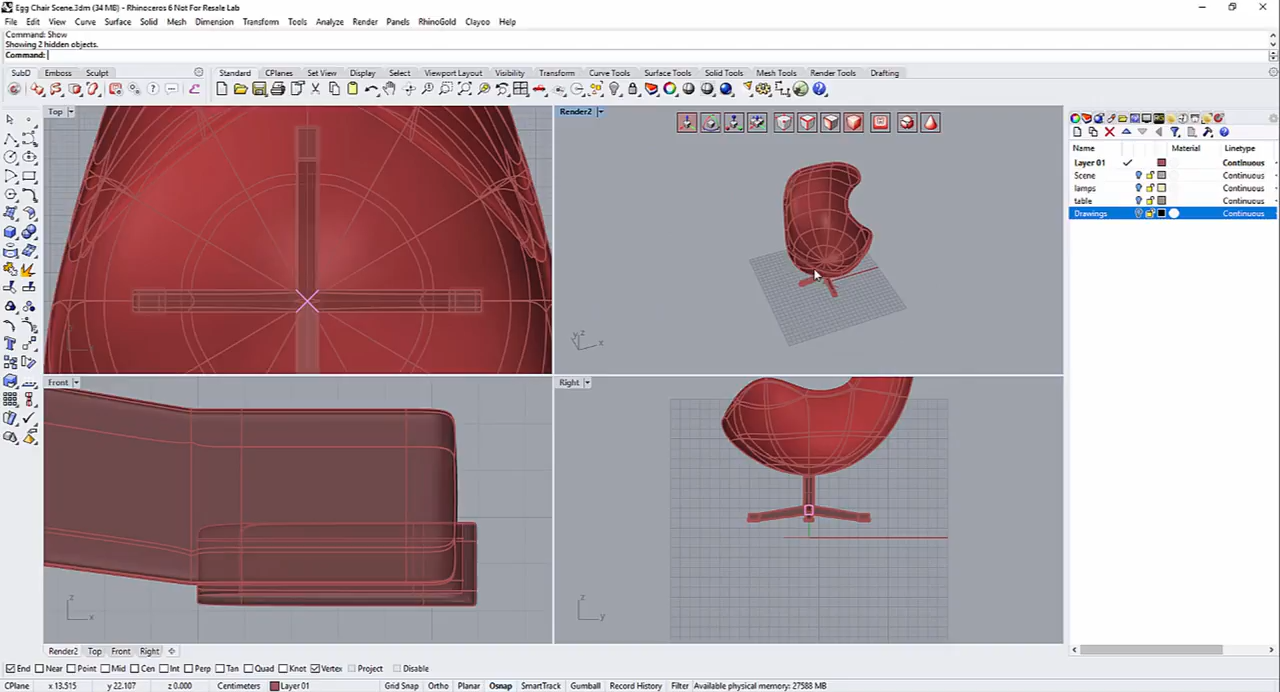 Egg Chair Scene.3dm (34 MB) - Rhinoceros 6 Not For Resale Lab
File Edit View Curve Surface Solid Mesh Dimension Transform Tools Analyze Render Panels RhinoGold Clayoo Help
Command: Show
Showing 2 hidden objects.
Command:
SubD Emboss Sculpt Standard CPlanes Set View Display Select Viewport Layout Visibility Transform Curve Tools Surface Tools Solid Tools Mesh Tools Render Tools Drafting
Top Render2
Name Material Linetype
Layer 01 Continuous
Scene Continuous
lamps Continuous
table Continuous
Drawings Continuous
z x
Front Right
z x z y
Render2 Top Front Right
End Near Point Mid Cen Int Perp Tan Quad Knot Vertex Project Disable
CPlane x 13.515 y 22.107 z 0.000 Centimeters Layer 01 Grid Snap Ortho Planar Osnap SmartTrack Gumball Record History Filter Available physical memory: 27588 MB